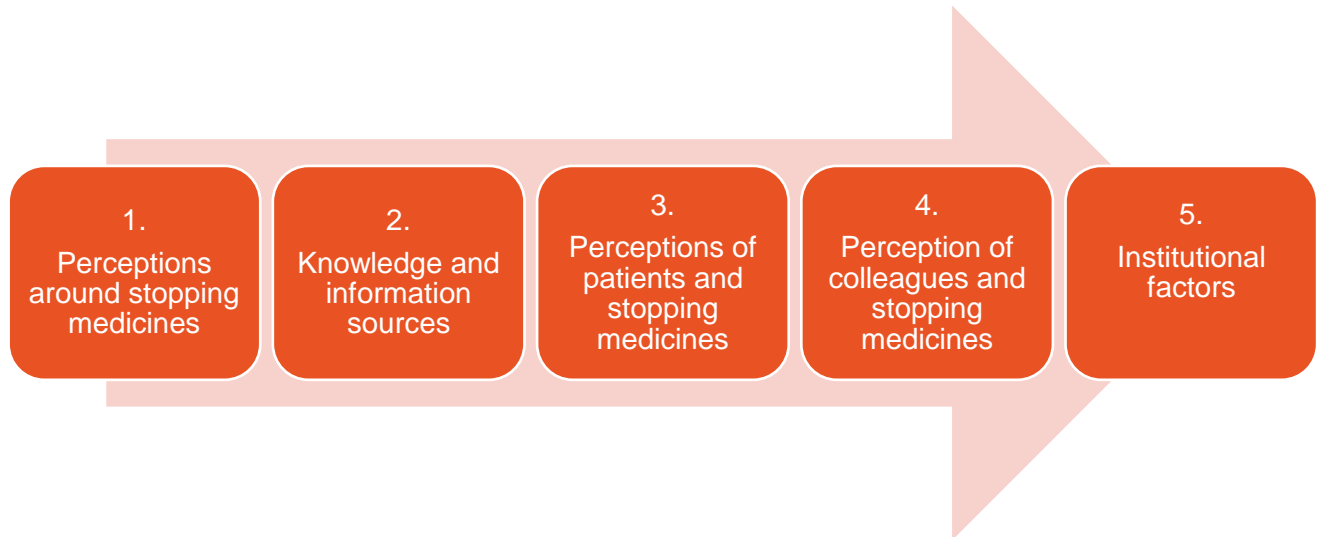 1.
Perceptions
around stopping
medicines
2.
Knowledge and
information
sources
3.
Perceptions of
patients and
stopping
medicines
4.
Perception of
colleagues and
stopping
medicines
5.
Institutional
factors